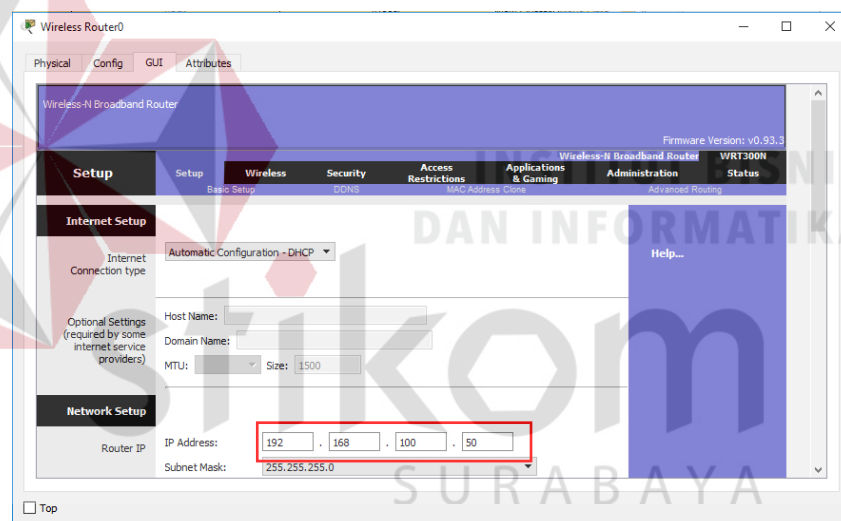 Wireless Router0
Physical Config GUI Attributes
Wireless-N Broadband Router
Firmware Version: v0.93.3
Wireless-N Broadband Router WRT300N
Setup Setup Wireless Security Access Restrictions Applications & Gaming Administration Status
Basic Setup DDNS MAC Address Clone Advanced Routing
INSTITUT BISNI
DAN INFORMATIKA
Internet Setup
Internet Connection type
Automatic Configuration - DHCP
Help...
Optional Settings (required by some internet service providers)
Host Name:
Domain Name:
MTU: Size: 1500
stikom
Network Setup
Router IP
IP Address: 192 . 168 . 100 . 50
Subnet Mask: 255.255.255.0
SURABAYA
Top